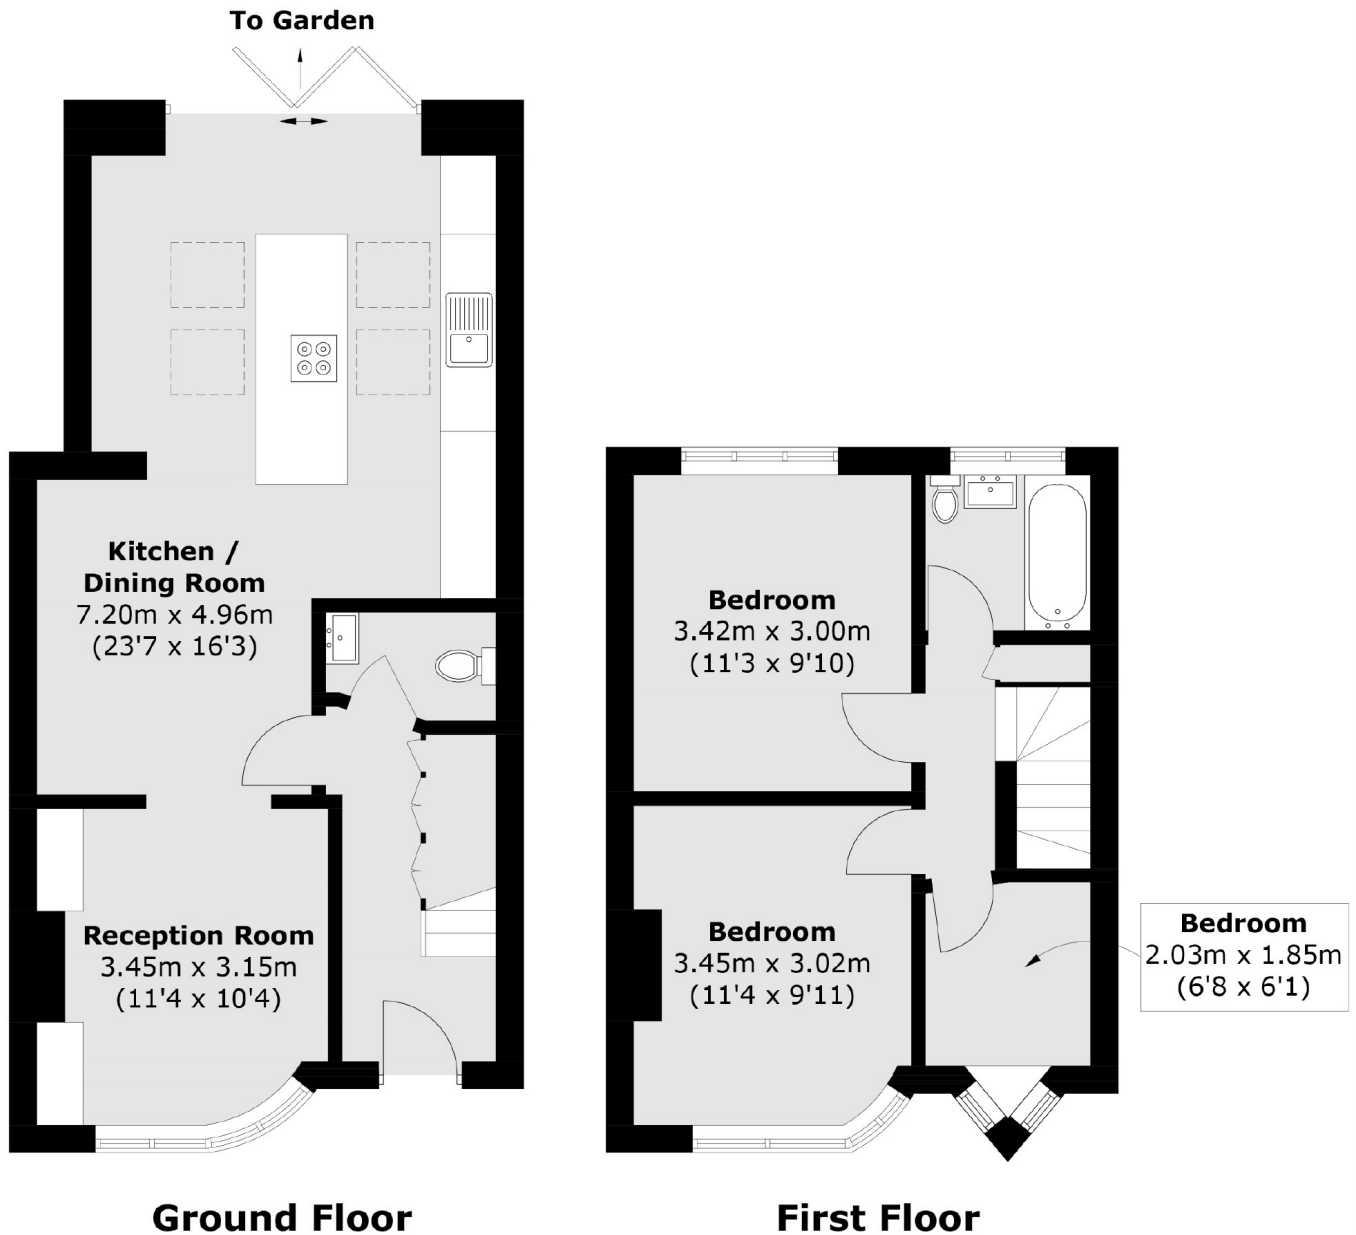 To Garden
Kitchen /
Dining Room
7.20m x 4.96m
(23'7 x 16'3)
Reception Room
3.45m x 3.15m
(11'4 x 10'4)
Ground Floor
Bedroom
3.42m x 3.00m
(11'3 x 9'10)
Bedroom
3.45m x 3.02m
(11'4 x 9'11)
Bedroom
2.03m x 1.85m
(6'8 x 6'1)
First Floor